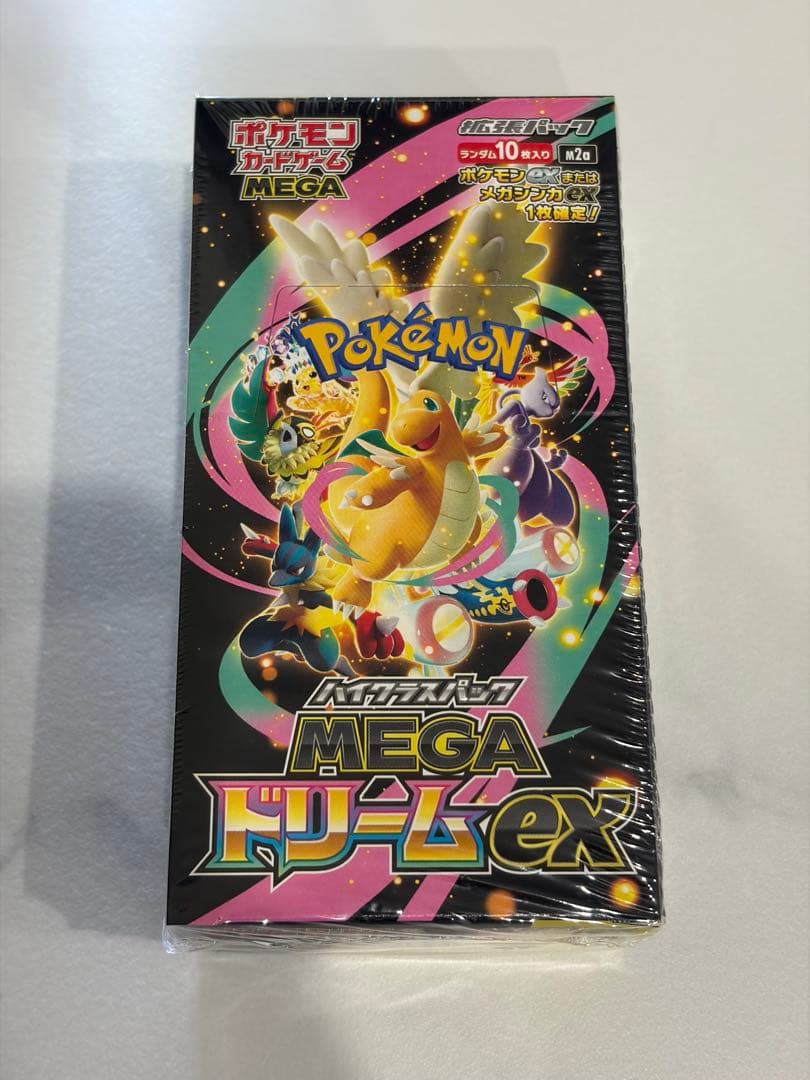 ポケモン
カードゲーム
MEGA
拡張パック
ランダム10枚入り
M2a
ポケモンexまたは
メガシンカex
1枚確定!
POKéMON
TM
ハイクラスパック
MEGA
ドリームex